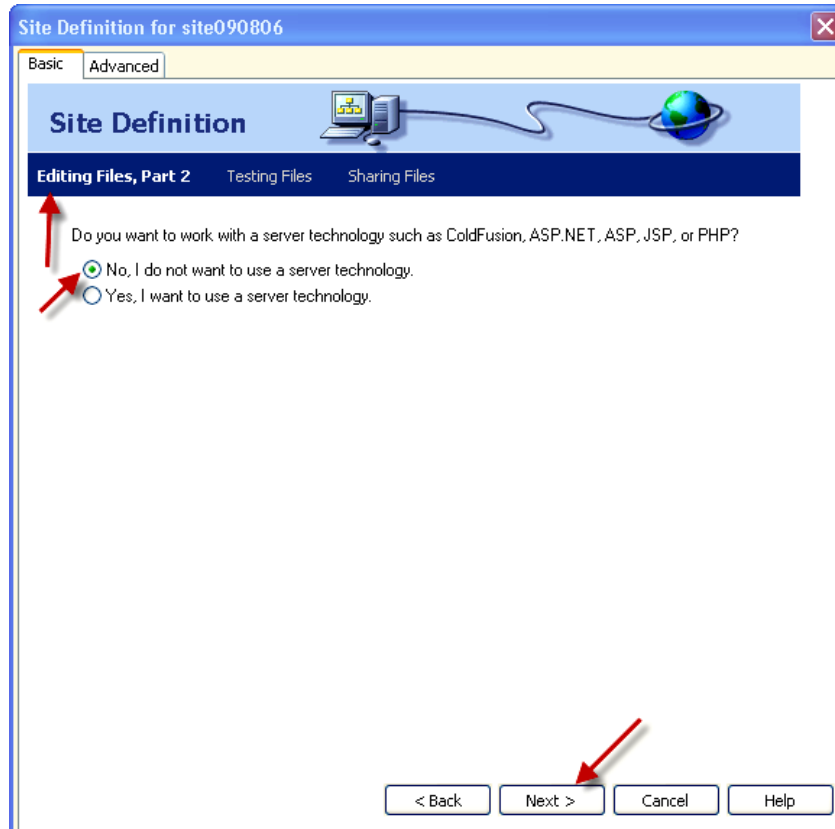 Site Definition for site090806
Basic Advanced
Site Definition
Editing Files, Part 2 Testing Files Sharing Files
Do you want to work with a server technology such as ColdFusion, ASP.NET, ASP, JSP, or PHP?
No, I do not want to use a server technology.
Yes, I want to use a server technology.
< Back Next > Cancel Help